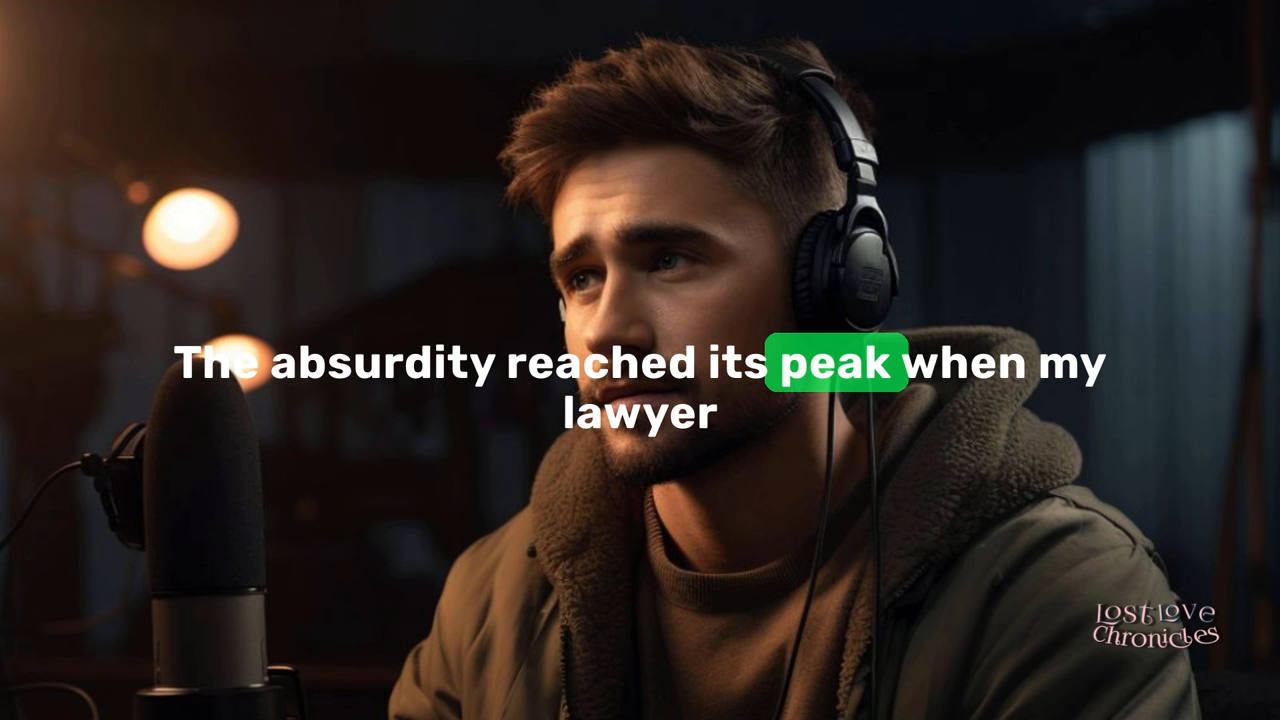 The absurdity reached its peak when my
lawyer
Lost Love
Chronicles